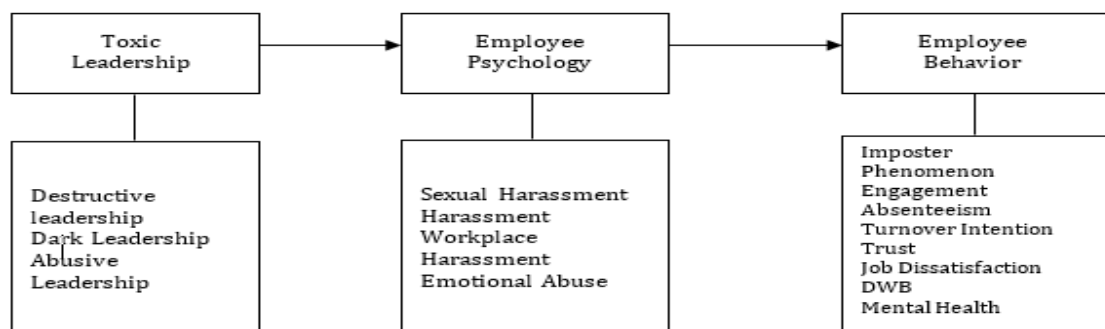 Toxic
Leadership
Employee
Psychology
Employee
Behavior
Destructive
leadership
Dark Leadership
Abusive
Leadership
Sexual Harassment
Harassment
Workplace
Harassment
Emotional Abuse
Imposter
Phenomenon
Engagement
Absenteeism
Turnover Intention
Trust
Job Dissatisfaction
DWB
Mental Health